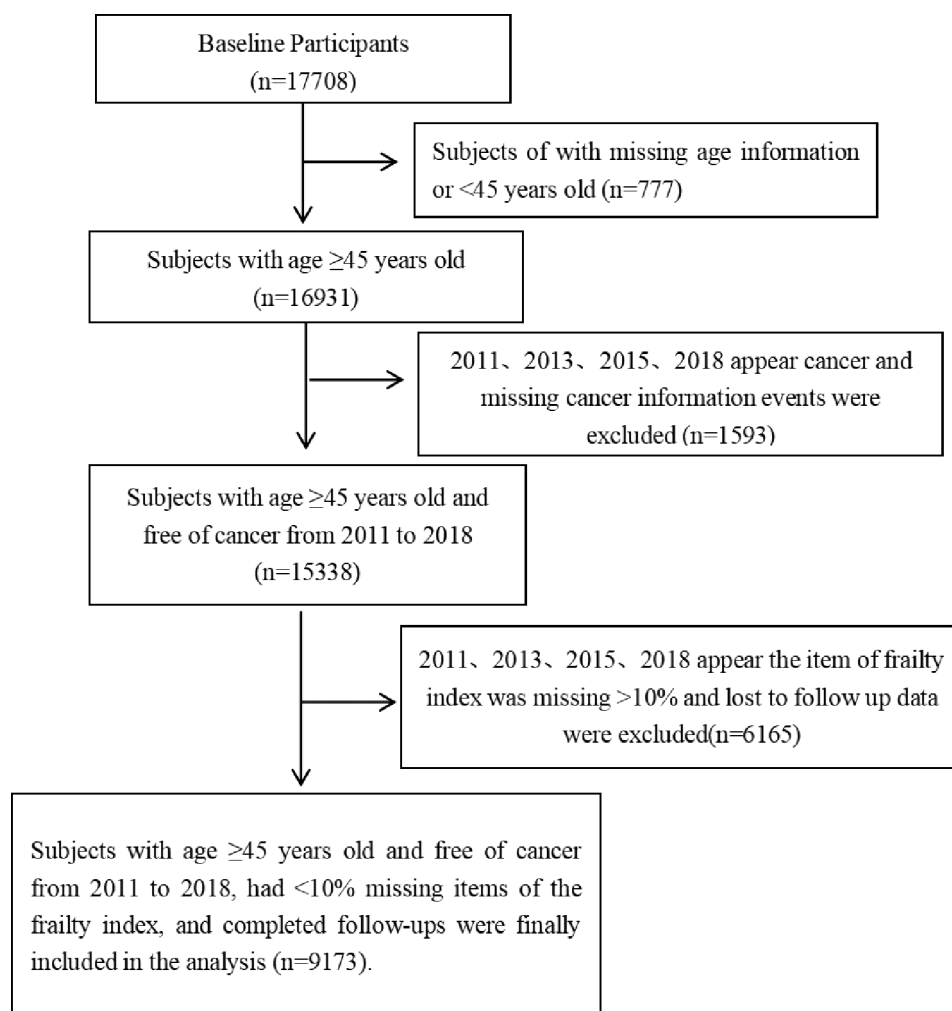 Baseline Participants
(n=17708)
Subjects of with missing age information
or <45 years old (n=777)
Subjects with age ≥45 years old
(n=16931)
2011、2013、2015、2018 appear cancer and
missing cancer information events were
excluded (n=1593)
Subjects with age ≥45 years old and
free of cancer from 2011 to 2018
(n=15338)
2011、2013、2015、2018 appear the item of frailty
index was missing >10% and lost to follow up data
were excluded(n=6165)
Subjects with age ≥45 years old and free of cancer
from 2011 to 2018, had <10% missing items of the
frailty index, and completed follow-ups were finally
included in the analysis (n=9173).